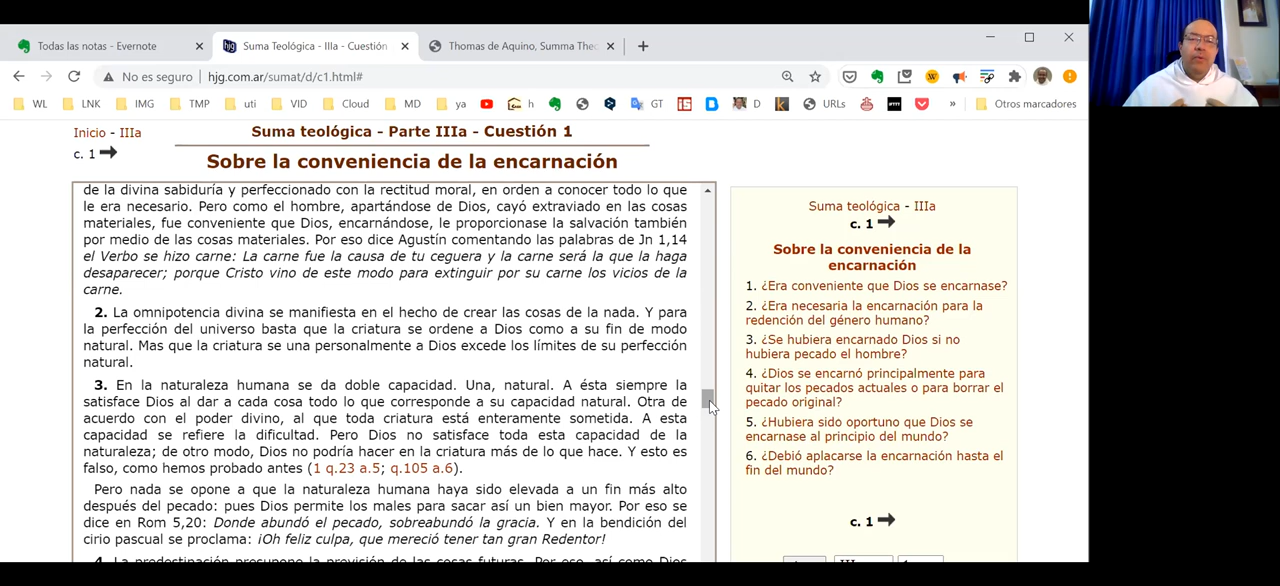 Todas las notas - Evernote
Suma Teológica - IIIa - Cuestión
Thomas de Aquino, Summa Theo
No es seguro
hjg.com.ar/sumat/d/c1.html#
WL
LNK
IMG
TMP
uti
VID
Cloud
MD
ya
h
GT
D
URLs
»
Otros marcadores
Inicio - IIIa
c. 1
Suma teológica - Parte IIIa - Cuestión 1
Sobre la conveniencia de la encarnación
de la divina sabiduría y perfeccionado con la rectitud moral, en orden a conocer todo lo que
le era necesario. Pero como el hombre, apartándose de Dios, cayó extraviado en las cosas
materiales, fue conveniente que Dios, encarnándose, le proporcionase la salvación también
por medio de las cosas materiales. Por eso dice Agustín comentando las palabras de Jn 1,14
el Verbo se hizo carne: La carne fue la causa de tu ceguera y la carne será la que la haga
desaparecer; porque Cristo vino de este modo para extinguir por su carne los vicios de la
carne.
2. La omnipotencia divina se manifiesta en el hecho de crear las cosas de la nada. Y para
la perfección del universo basta que la criatura se ordene a Dios como a su fin de modo
natural. Mas que la criatura se una personalmente a Dios excede los límites de su perfección
natural.
3. En la naturaleza humana se da doble capacidad. Una, natural. A ésta siempre la
satisface Dios al dar a cada cosa todo lo que corresponde a su capacidad natural. Otra de
acuerdo con el poder divino, al que toda criatura está enteramente sometida. A esta
capacidad se refiere la dificultad. Pero Dios no satisface toda esta capacidad de la
naturaleza; de otro modo, Dios no podría hacer en la criatura más de lo que hace. Y esto es
falso, como hemos probado antes (1 q.23 a.5; q.105 a.6).
Pero nada se opone a que la naturaleza humana haya sido elevada a un fin más alto
después del pecado: pues Dios permite los males para sacar así un bien mayor. Por eso se
dice en Rom 5,20: Donde abundó el pecado, sobreabundó la gracia. Y en la bendición del
cirio pascual se proclama: ¡Oh feliz culpa, que mereció tener tan gran Redentor!
4. La predestinación presupone la previsión de las cosas futuras. Por eso, así como Dios
Suma teológica - IIIa
c. 1
Sobre la conveniencia de la
encarnación
1. ¿Era conveniente que Dios se encarnase?
2. ¿Era necesaria la encarnación para la
redención del género humano?
3. ¿Se hubiera encarnado Dios si no
hubiera pecado el hombre?
4. ¿Dios se encarnó principalmente para
quitar los pecados actuales o para borrar el
pecado original?
5. ¿Hubiera sido oportuno que Dios se
encarnase al principio del mundo?
6. ¿Debió aplacarse la encarnación hasta el
fin del mundo?
c. 1